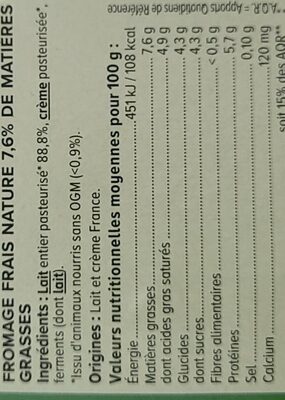 FROMAGE FRAIS NATURE 7,6% DE MATIÈRES
GRASSES
Ingrédients : Lait entier pasteurisé* 88,8%, crème pasteurisée*,
ferments (dont lait).
*Issu d'animaux nourris sans OGM (<0,9%).
Origines : Lait et crème France.
Valeurs nutritionnelles moyennes pour 100 g :
Énergie 451 kJ / 108 kcal
Matières grasses 7,6 g
dont acides gras saturés 4,9 g
Glucides 4,3 g
dont sucres 4,3 g
Fibres alimentaires < 0,5 g
Protéines 5,7 g
Sel 0,10 g
Calcium 120 mg
soit 15% des AQR**
**A.Q.R = Apports Quotidiens de Référence